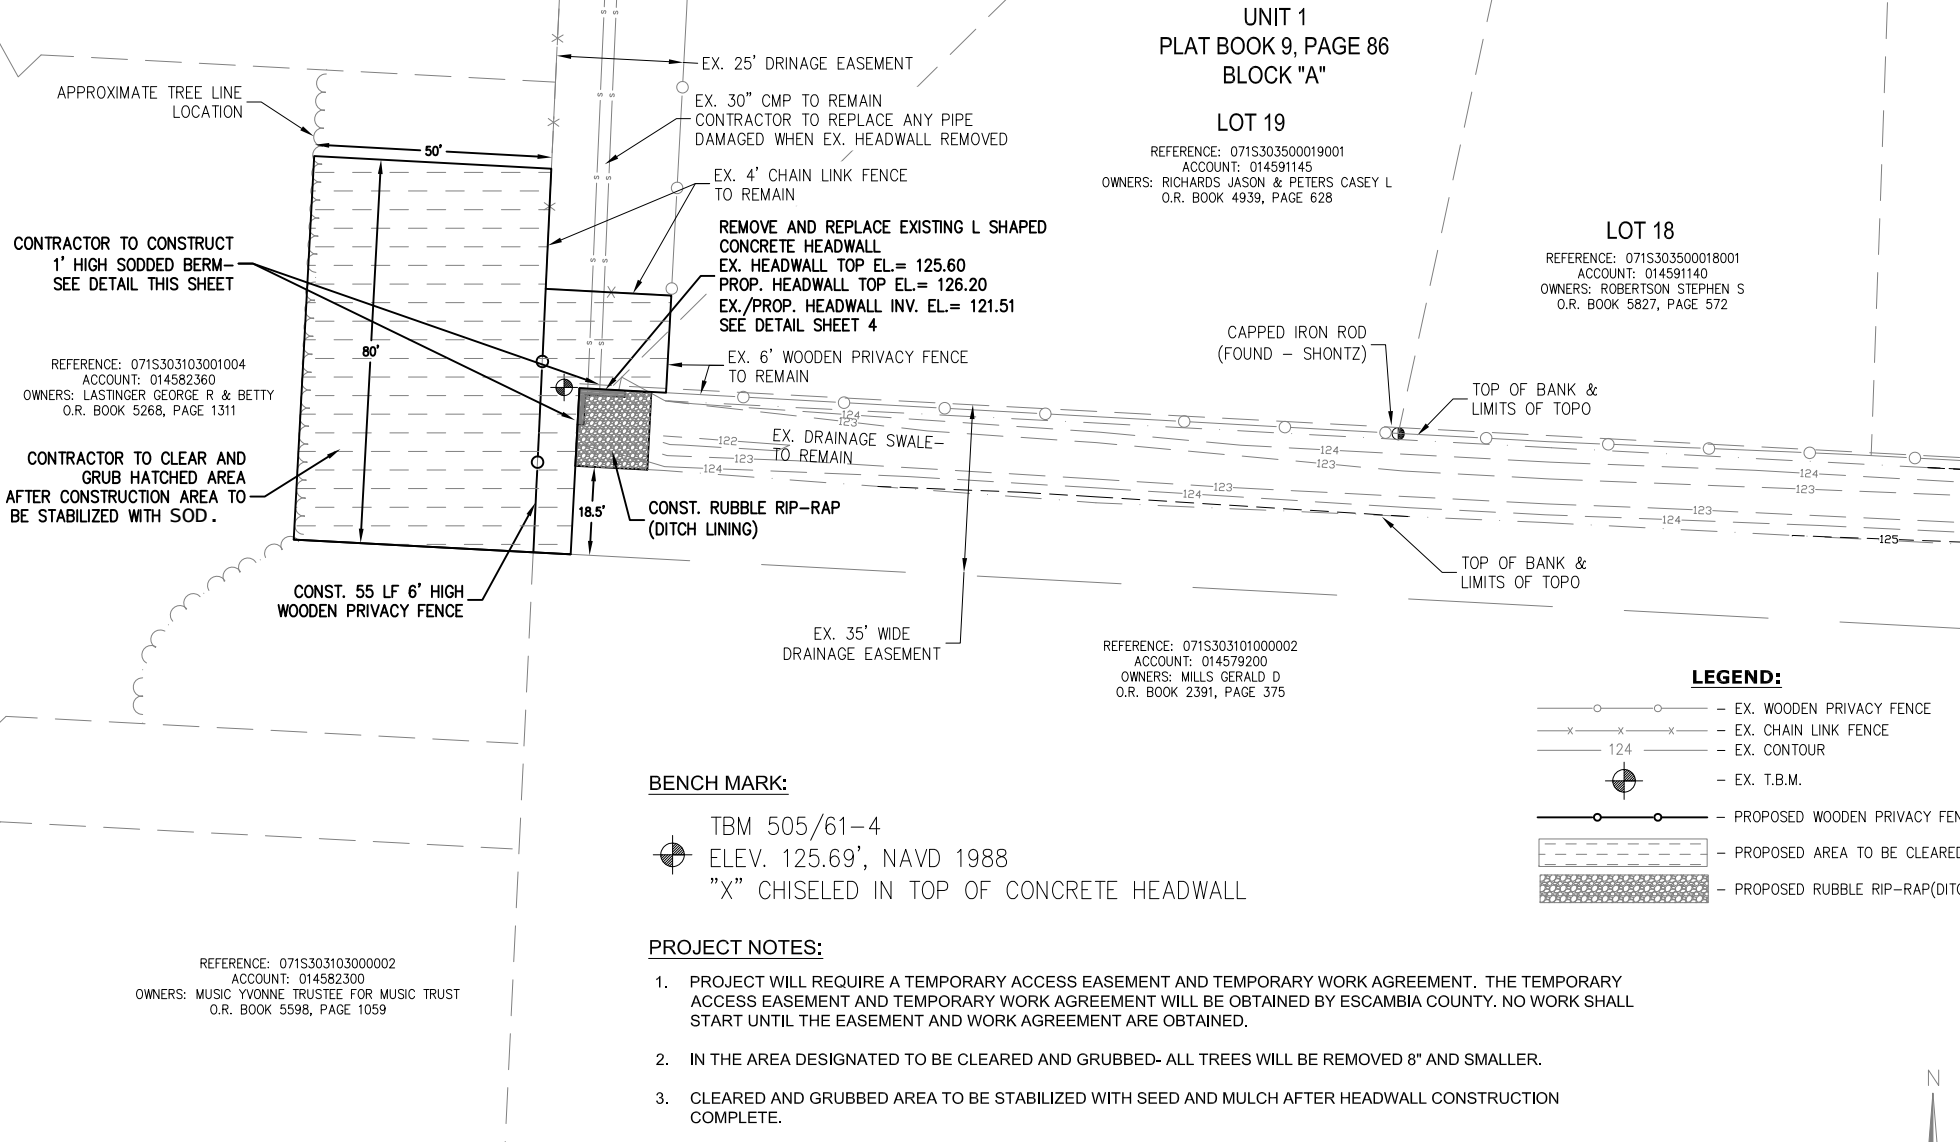 UNIT 1
PLAT BOOK 9, PAGE 86
BLOCK "A"
EX. 25' DRINAGE EASEMENT
APPROXIMATE TREE LINE
LOCATION
EX. 30" CMP TO REMAIN
CONTRACTOR TO REPLACE ANY PIPE
DAMAGED WHEN EX. HEADWALL REMOVED
LOT 19
REFERENCE: 071S303500019001
ACCOUNT: 014591145
OWNERS: RICHARDS JASON & PETERS CASEY L
O.R. BOOK 4939, PAGE 628
50'
EX. 4' CHAIN LINK FENCE
TO REMAIN
REMOVE AND REPLACE EXISTING L SHAPED
CONCRETE HEADWALL
EX. HEADWALL TOP EL.= 125.60
PROP. HEADWALL TOP EL.= 126.20
EX./PROP. HEADWALL INV. EL.= 121.51
SEE DETAIL SHEET 4
LOT 18
REFERENCE: 071S303500018001
ACCOUNT: 014591140
OWNERS: ROBERTSON STEPHEN S
O.R. BOOK 5827, PAGE 572
CONTRACTOR TO CONSTRUCT
1' HIGH SODDED BERM-
SEE DETAIL THIS SHEET
CAPPED IRON ROD
(FOUND - SHONTZ)
80'
EX. 6' WOODEN PRIVACY FENCE
TO REMAIN
REFERENCE: 071S303103001004
ACCOUNT: 014582360
OWNERS: LASTINGER GEORGE R & BETTY
O.R. BOOK 5268, PAGE 1311
TOP OF BANK &
LIMITS OF TOPO
124
123
122
123
124
EX. DRAINAGE SWALE-
TO REMAIN
124
123
124
123
123
124
123
124
125
CONTRACTOR TO CLEAR AND
GRUB HATCHED AREA
AFTER CONSTRUCTION AREA TO
BE STABILIZED WITH SOD.
18.5'
CONST. RUBBLE RIP-RAP
(DITCH LINING)
TOP OF BANK &
LIMITS OF TOPO
CONST. 55 LF 6' HIGH
WOODEN PRIVACY FENCE
EX. 35' WIDE
DRAINAGE EASEMENT
REFERENCE: 071S303101000002
ACCOUNT: 014579200
OWNERS: MILLS GERALD D
O.R. BOOK 2391, PAGE 375
LEGEND:
- EX. WOODEN PRIVACY FENCE
- EX. CHAIN LINK FENCE
124 - EX. CONTOUR
- EX. T.B.M.
- PROPOSED WOODEN PRIVACY FEN
- PROPOSED AREA TO BE CLEARED
- PROPOSED RUBBLE RIP-RAP(DITC
BENCH MARK:
TBM 505/61-4
ELEV. 125.69', NAVD 1988
"X" CHISELED IN TOP OF CONCRETE HEADWALL
PROJECT NOTES:
1. PROJECT WILL REQUIRE A TEMPORARY ACCESS EASEMENT AND TEMPORARY WORK AGREEMENT. THE TEMPORARY
ACCESS EASEMENT AND TEMPORARY WORK AGREEMENT WILL BE OBTAINED BY ESCAMBIA COUNTY. NO WORK SHALL
START UNTIL THE EASEMENT AND WORK AGREEMENT ARE OBTAINED.
2. IN THE AREA DESIGNATED TO BE CLEARED AND GRUBBED- ALL TREES WILL BE REMOVED 8" AND SMALLER.
3. CLEARED AND GRUBBED AREA TO BE STABILIZED WITH SEED AND MULCH AFTER HEADWALL CONSTRUCTION
COMPLETE.
REFERENCE: 071S303103000002
ACCOUNT: 014582300
OWNERS: MUSIC YVONNE TRUSTEE FOR MUSIC TRUST
O.R. BOOK 5598, PAGE 1059
N